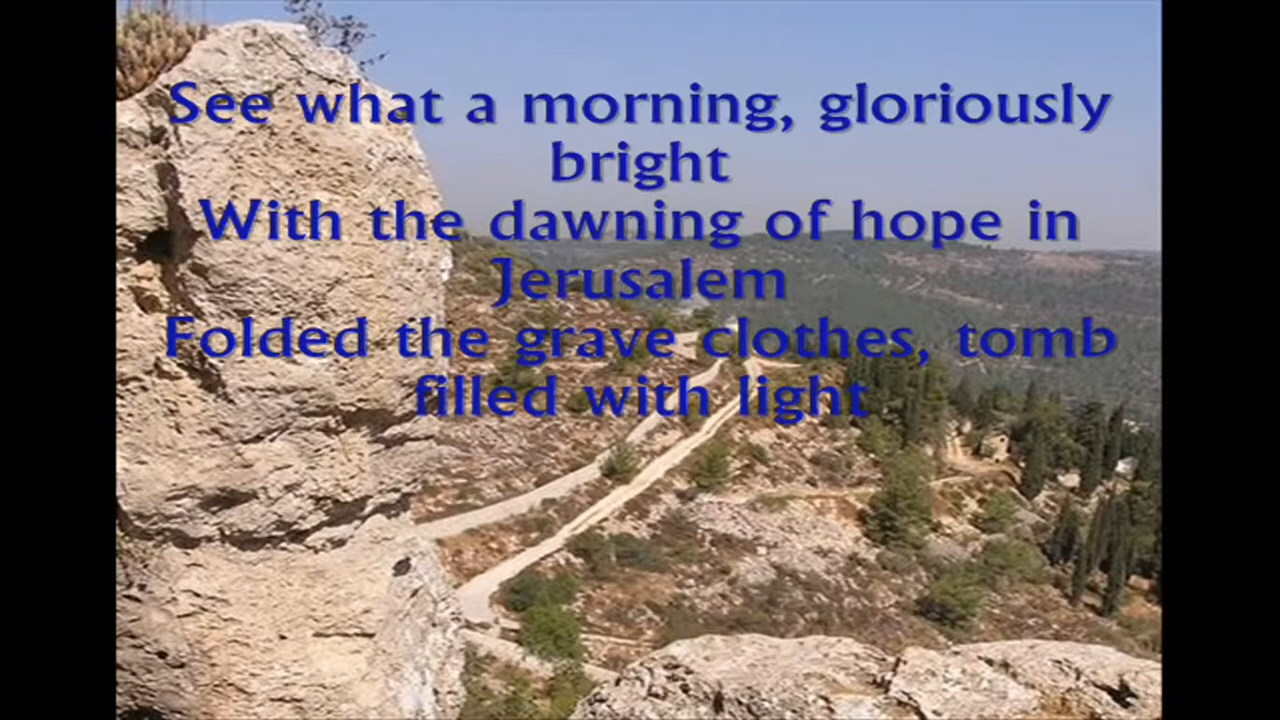 See what a morning, gloriously
bright
With the dawning of hope in
Jerusalem
Folded the grave clothes, tomb
filled with light